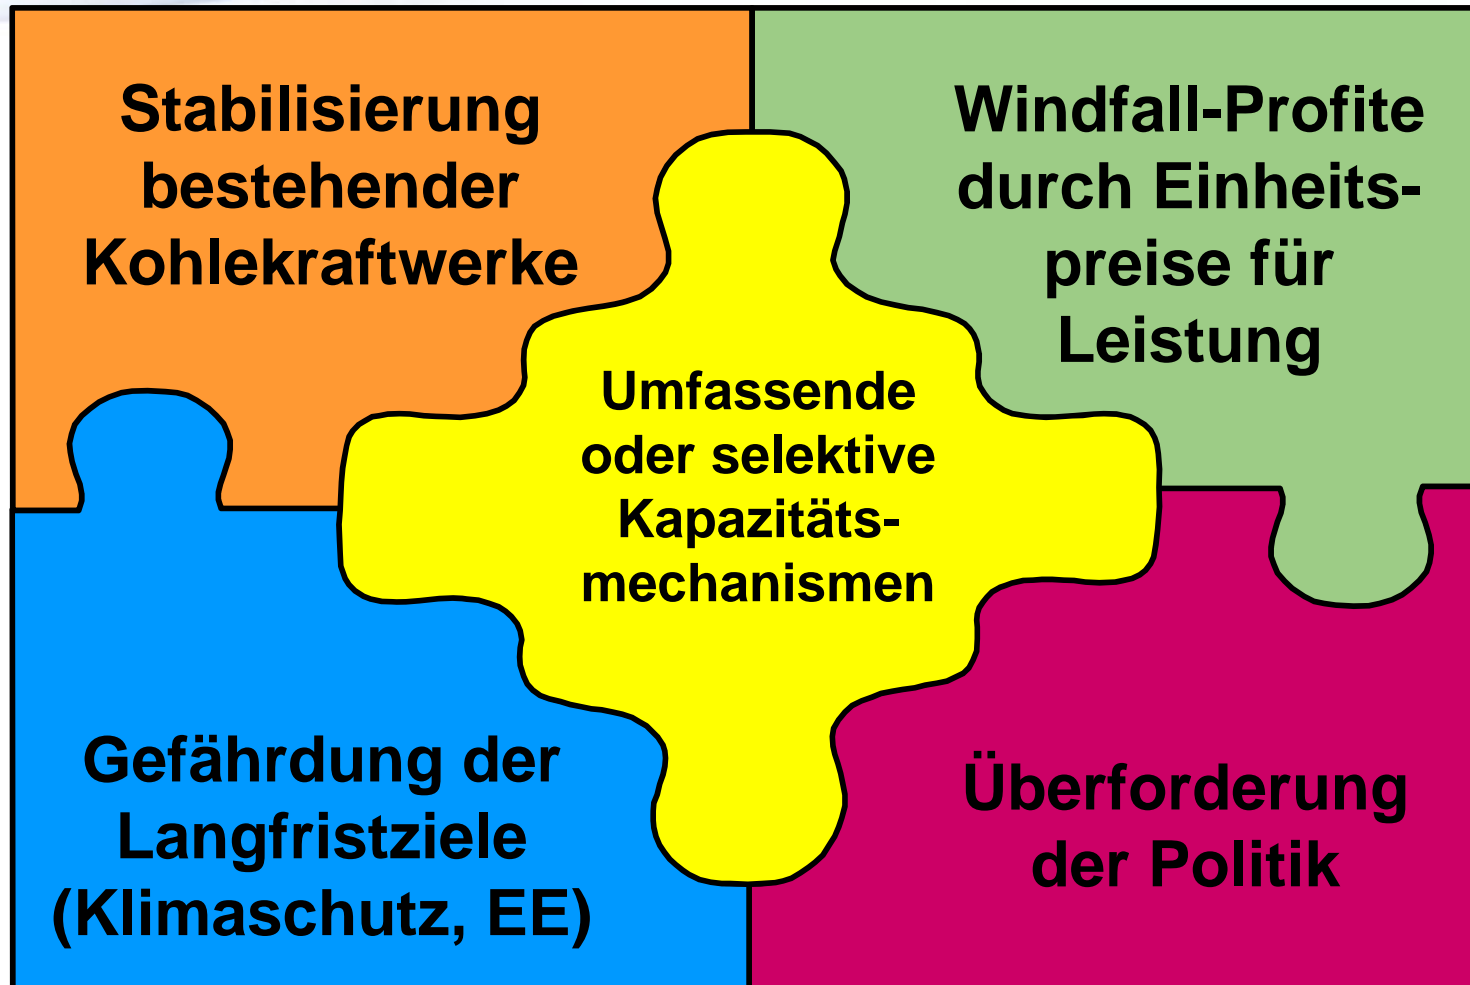 Stabilisierung
bestehender
Kohlekraftwerke
Windfall-Profite
durch Einheits-
preise für
Leistung
Umfassende
oder selektive
Kapazitäts-
mechanismen
Gefährdung der
Langfristziele
(Klimaschutz, EE)
Überforderung
der Politik